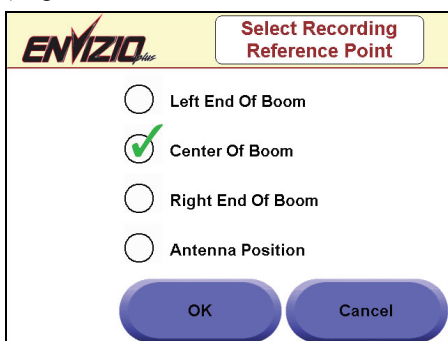 ENVIZIO plus
Select Recording
Reference Point
Left End Of Boom
Center Of Boom
Right End Of Boom
Antenna Position
OK
Cancel